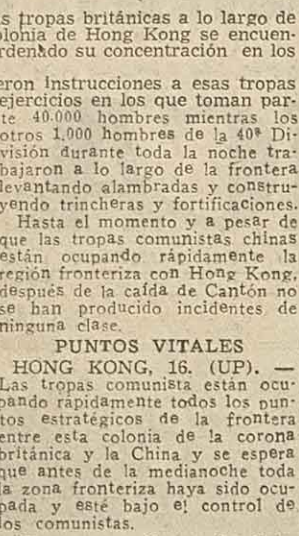 s tropas británicas a lo largo de
olonia de Hong Kong se encuen-
rdenado su concentración en los
eron Instrucciones a esas tropas
ejercicios en los que toman par-
te 40.000 hombres mientras los
otros 1.000 hombres de la 40ª Di-
visión durante toda la noche tra-
bajaron a lo largo de la frontera
levantando alambradas y constru-
yendo trincheras y fortificaciones.
Hasta el momento y a pesar de
que las tropas comunistas chinas
están ocupando rápidamente la
región fronteriza con Hong Kong,
después de la caída de Cantón no
se han producido incidentes de
ninguna clase.
PUNTOS VITALES
HONG KONG, 16. (UP). —
Las tropas comunista están ocu-
pando rápidamente todos los pun-
tos estratégicos de la frontera
entre esta colonia de la corona
británica y la China y se espera
que antes de la medianoche toda
la zona fronteriza haya sido ocu-
pada y esté bajo el control de
los comunistas.